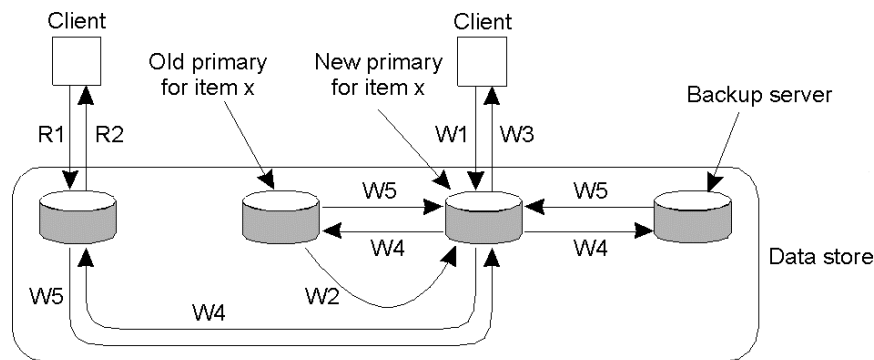 Client
Client
Old primary
for item x
New primary
for item x
Backup server
R1
R2
W1
W3
W5
W5
W4
W4
Data store
W5
W4
W2